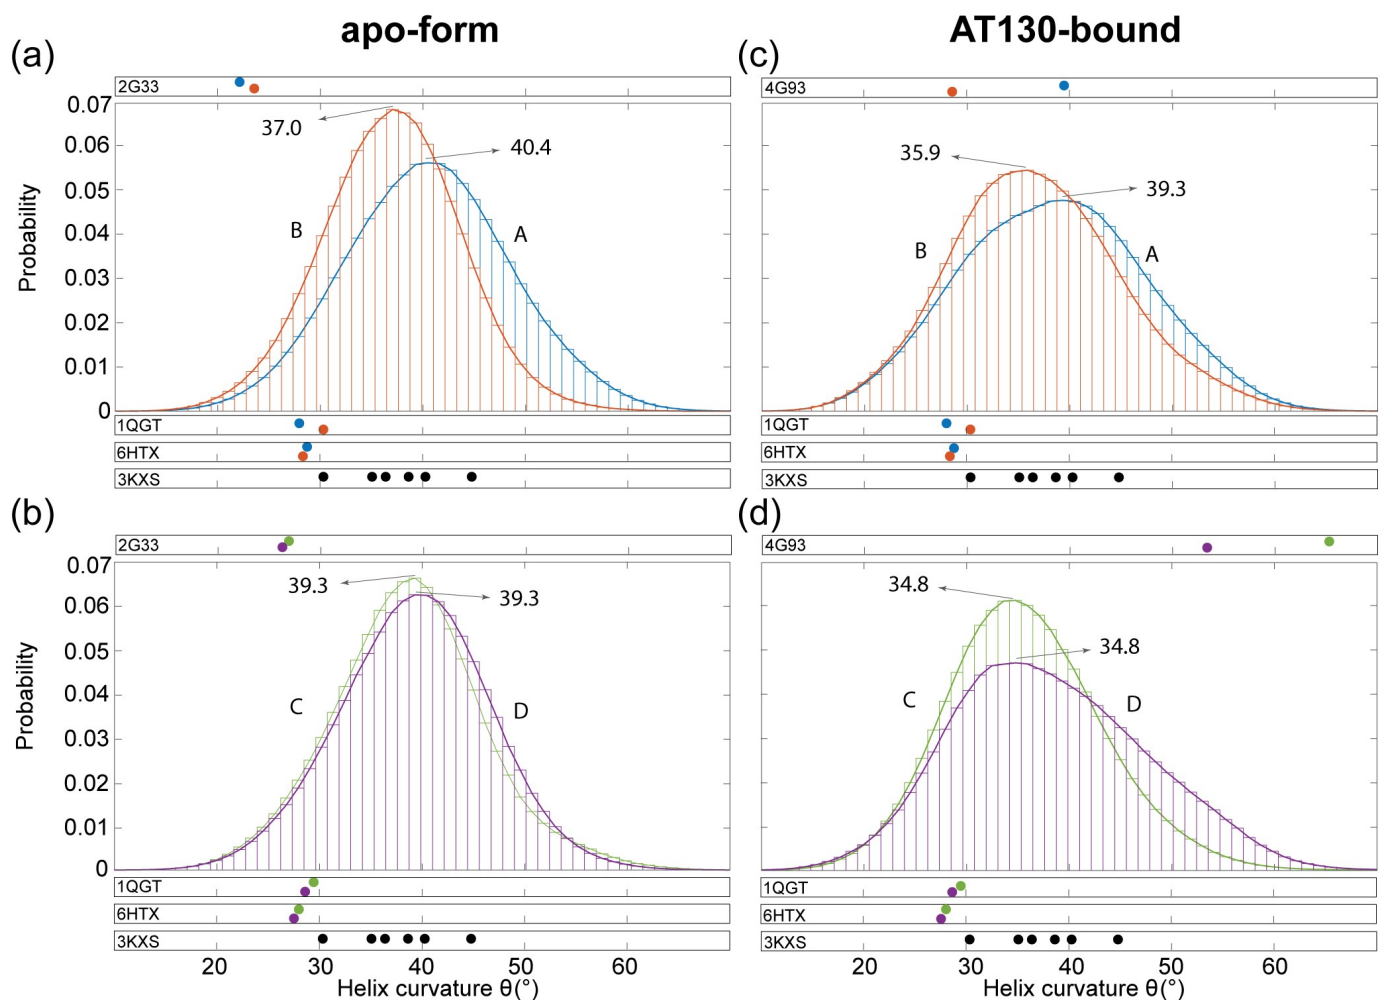 apo-form
AT130-bound
(a)
2G33
0.07
0.06
0.05
0.04
0.03
0.02
0.01
0
Probability
37.0
40.4
B
A
1QGT
6HTX
3KXS
(c)
4G93
35.9
39.3
B
A
1QGT
6HTX
3KXS
(b)
2G33
0.07
0.06
0.05
0.04
0.03
0.02
0.01
0
Probability
39.3
39.3
C
D
1QGT
6HTX
3KXS
20 30 40 50 60
Helix curvature θ(°)
(d)
4G93
34.8
34.8
C
D
1QGT
6HTX
3KXS
20 30 40 50 60
Helix curvature θ(°)